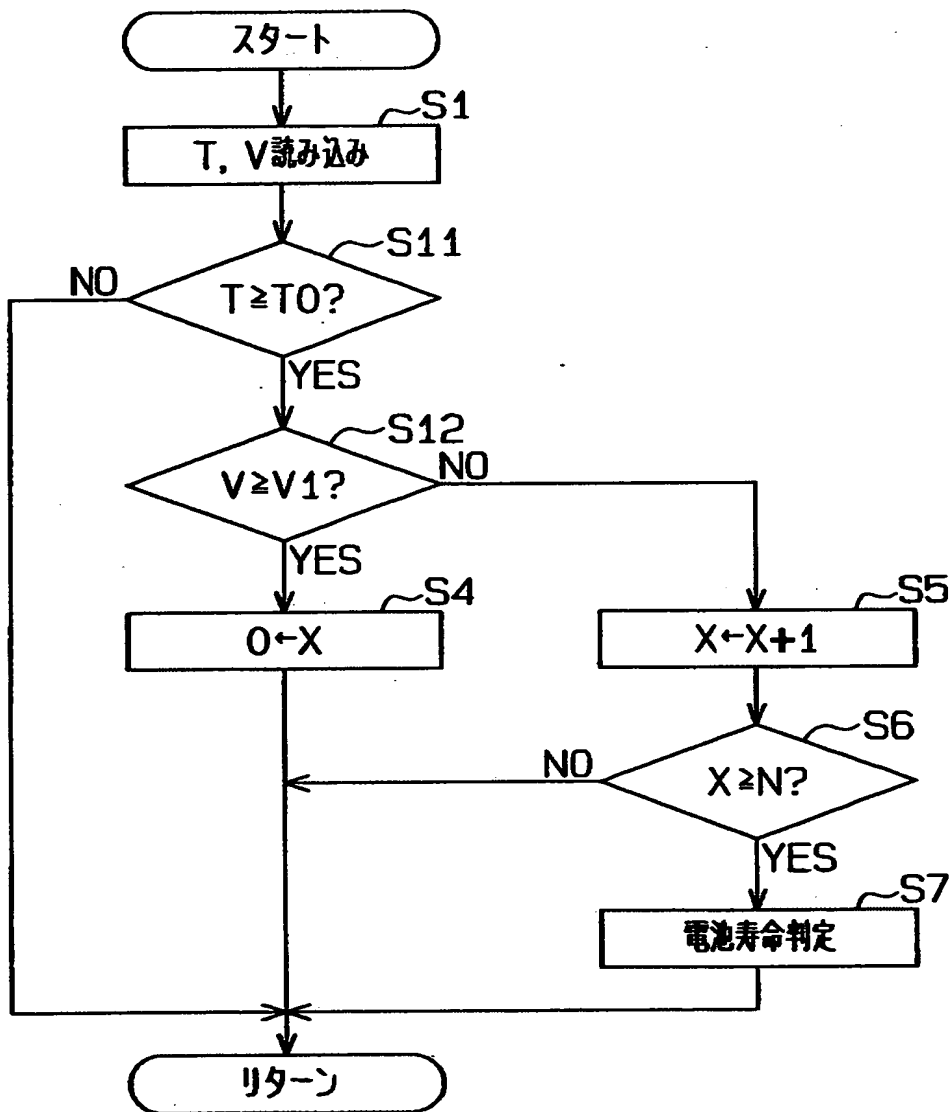 スタート
S1
T, V読み込み
S11
NO
T≧T0?
YES
S12
V≧V1?
NO
YES
S4
0←X
S5
X←X+1
S6
NO
X≧N?
YES
S7
電池寿命判定
リターン